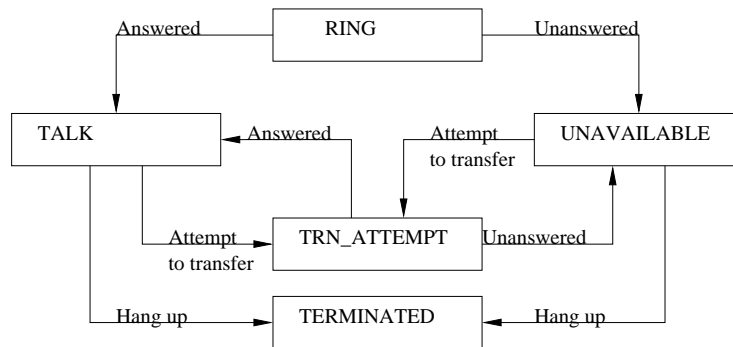 Answered
RING
Unanswered
TALK
Answered
Attempt
to transfer
UNAVAILABLE
Attempt
to transfer
TRN_ATTEMPT
Unanswered
Hang up
TERMINATED
Hang up